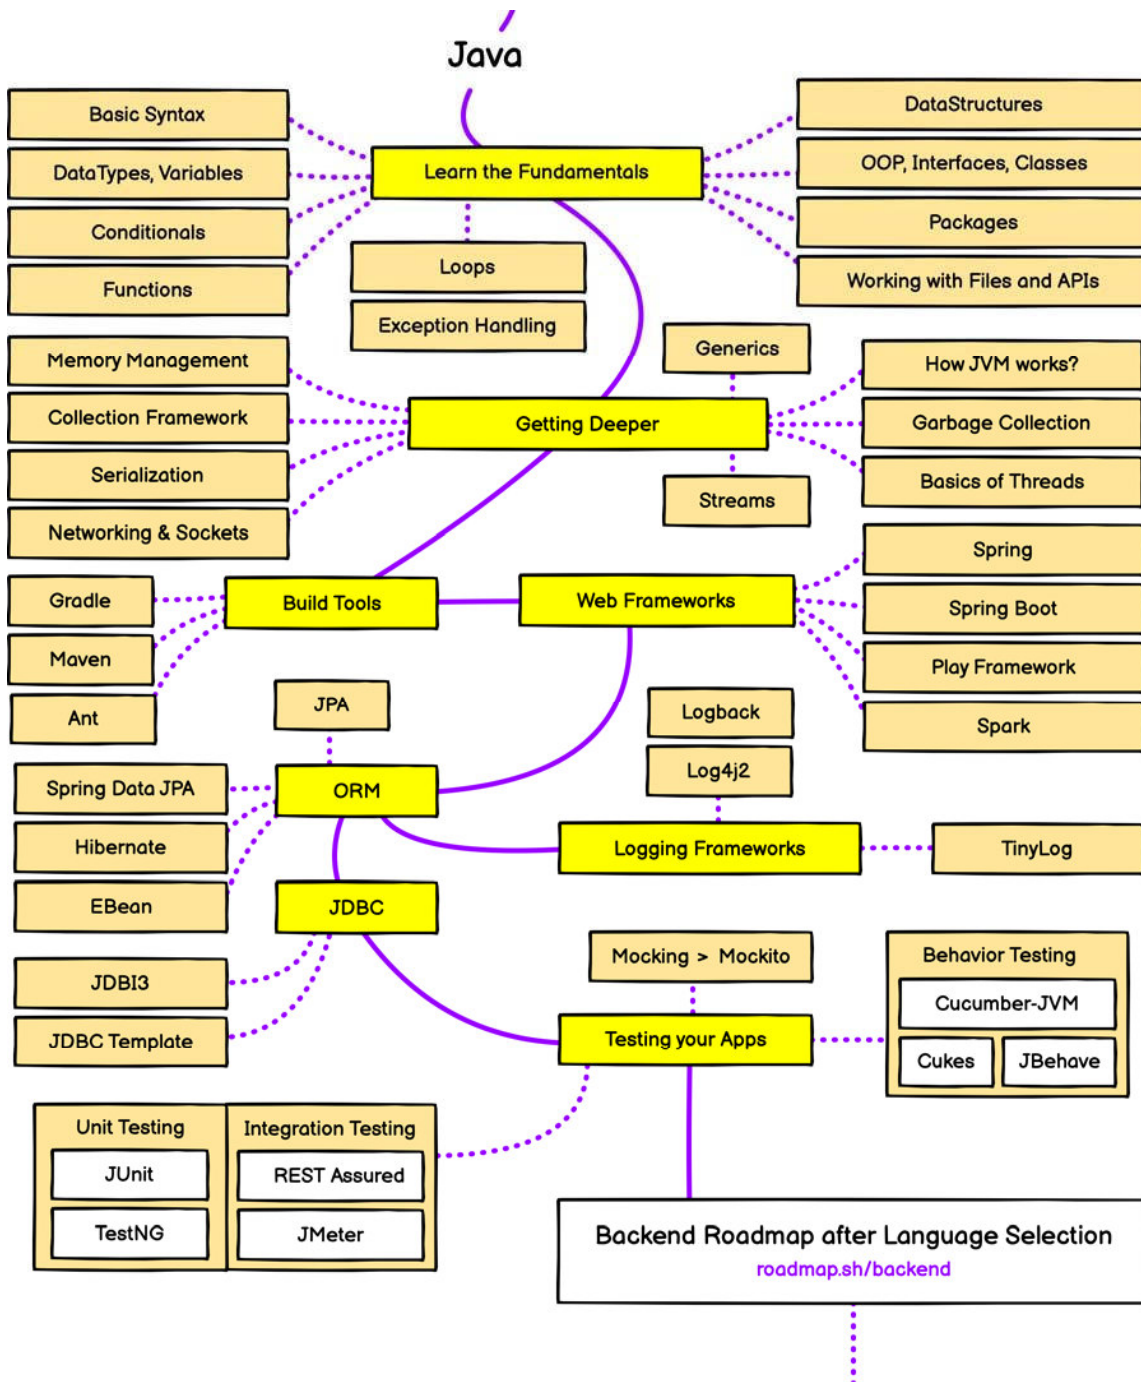 Java
Basic Syntax
DataTypes, Variables
Conditionals
Functions
Learn the Fundamentals
Loops
Exception Handling
DataStructures
OOP, Interfaces, Classes
Packages
Working with Files and APIs
Memory Management
Collection Framework
Serialization
Networking & Sockets
Generics
Getting Deeper
Streams
How JVM works?
Garbage Collection
Basics of Threads
Gradle
Maven
Ant
Build Tools
Web Frameworks
Spring
Spring Boot
Play Framework
Spark
JPA
Spring Data JPA
Hibernate
EBean
ORM
Logback
Log4j2
Logging Frameworks
TinyLog
JDBC
JDBI3
JDBC Template
Mocking > Mockito
Testing your Apps
Behavior Testing
Cucumber-JVM
Cukes
JBehave
Unit Testing
JUnit
TestNG
Integration Testing
REST Assured
JMeter
Backend Roadmap after Language Selection
roadmap.sh/backend